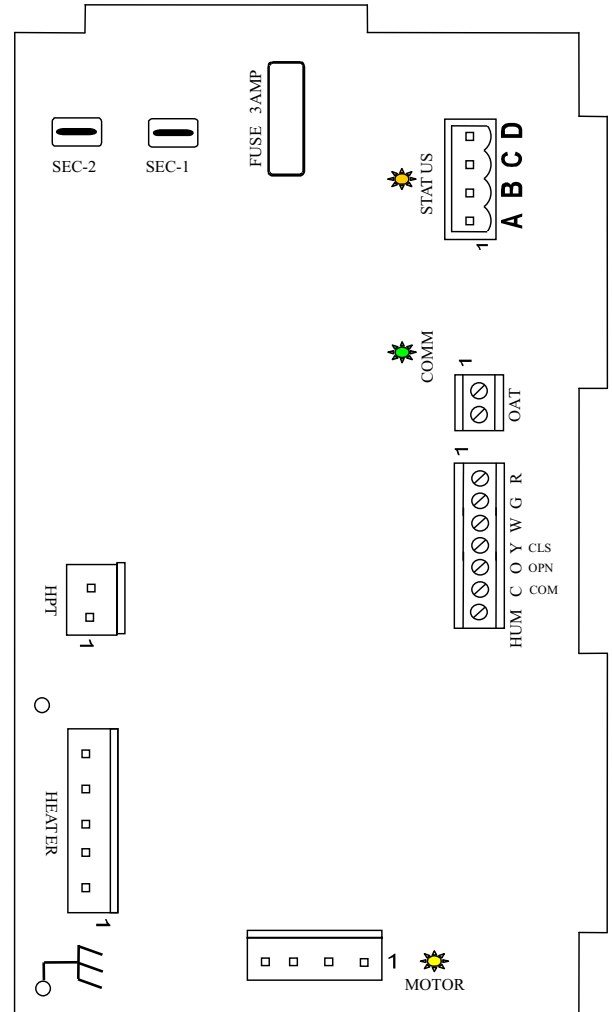 SEC-2
SEC-1
FUSE 3AMP
STATUS
A B C D
1
COMM
1
OAT
1
HUM C O Y W G R
CLS
OPN
COM
HPT
1
HEATER
1
1
MOTOR